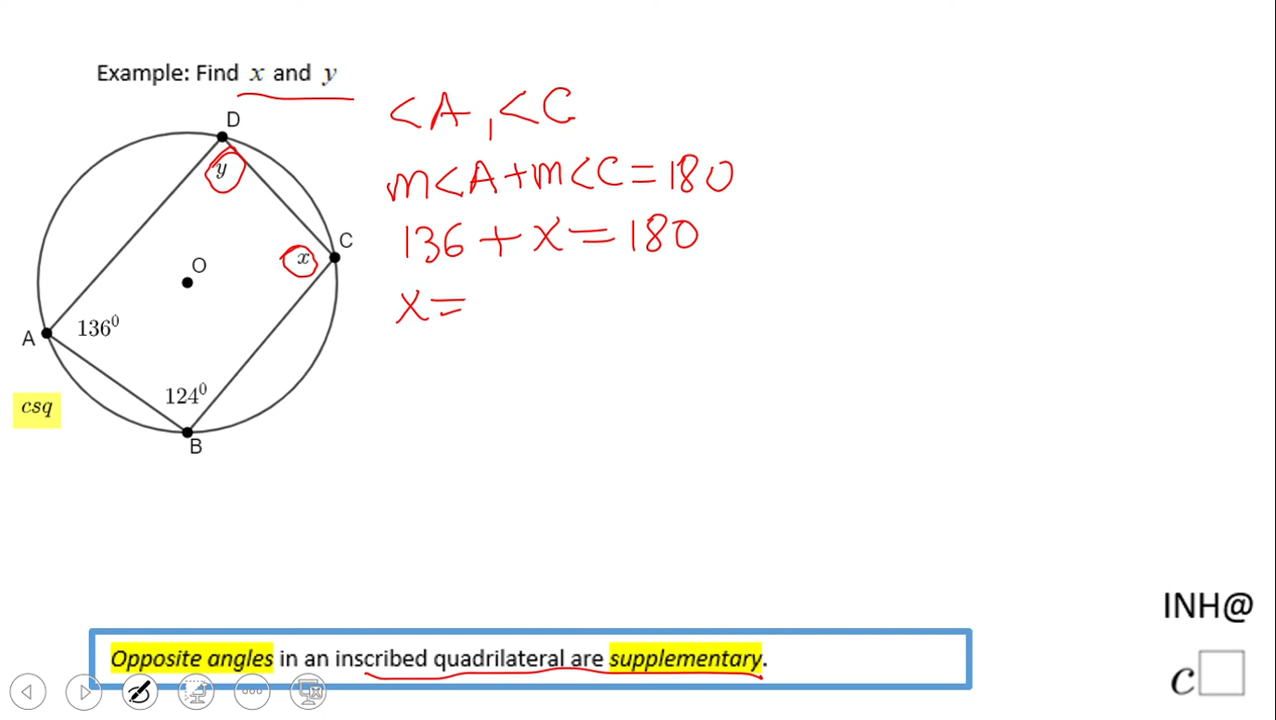 Example: Find x and y
<A, <C
m<A+m<C=180
136+x=180
x=
D
y
C
x
O
A
136⁰
124⁰
csq
B
INH@
Opposite angles in an inscribed quadrilateral are supplementary.
c